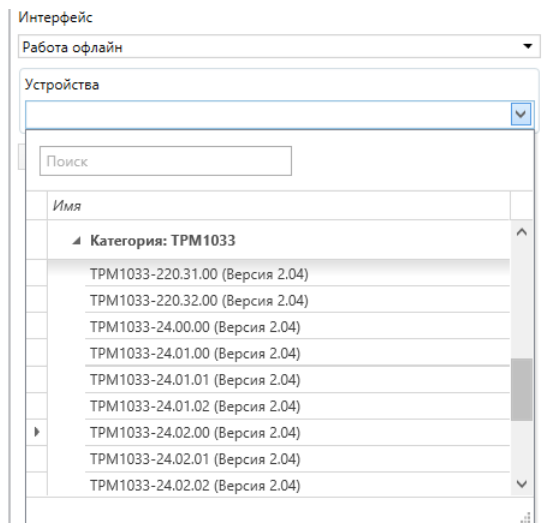 Интерфейс
Работа офлайн
Устройства
Поиск
Имя
Категория: ТРМ1033
ТРМ1033-220.31.00 (Версия 2.04)
ТРМ1033-220.32.00 (Версия 2.04)
ТРМ1033-24.00.00 (Версия 2.04)
ТРМ1033-24.01.00 (Версия 2.04)
ТРМ1033-24.01.01 (Версия 2.04)
ТРМ1033-24.01.02 (Версия 2.04)
ТРМ1033-24.02.00 (Версия 2.04)
ТРМ1033-24.02.01 (Версия 2.04)
ТРМ1033-24.02.02 (Версия 2.04)